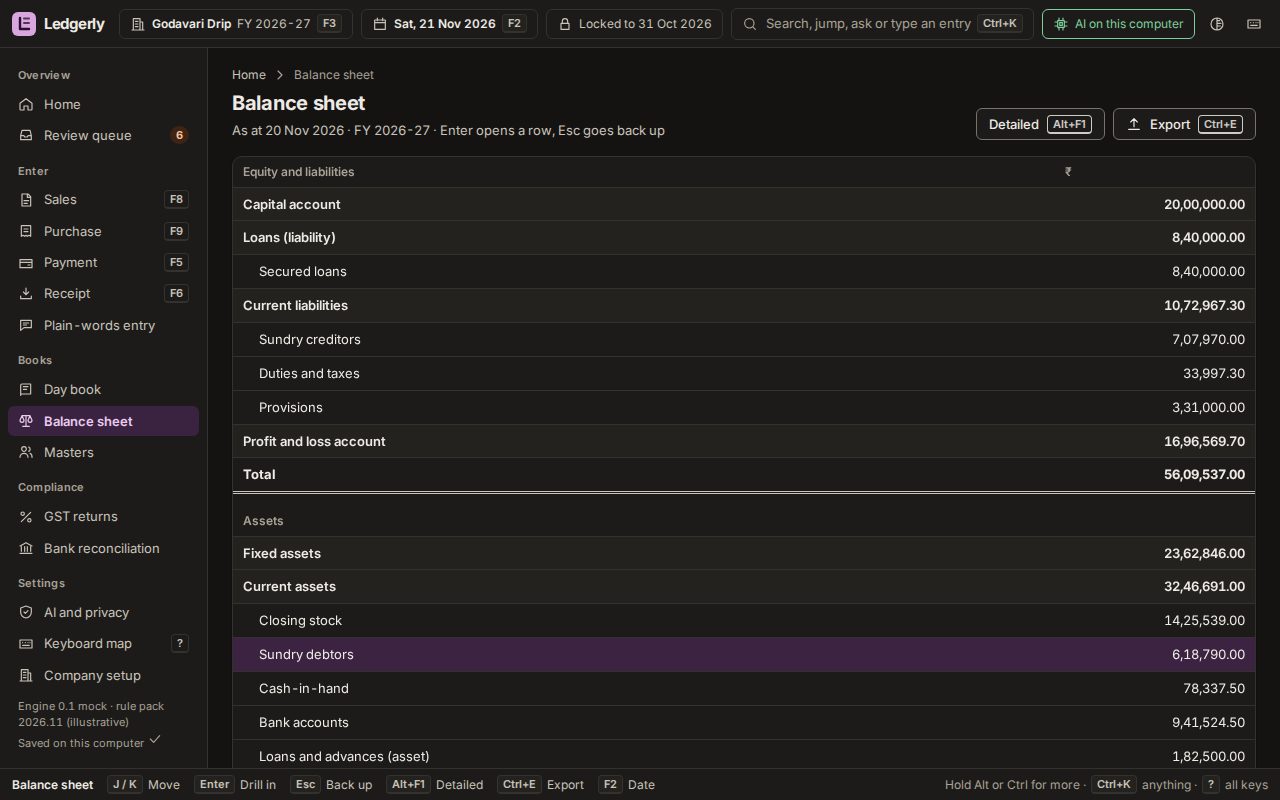 Ledgerly
Godavari Drip FY 2026-27 F3
Sat, 21 Nov 2026 F2
Locked to 31 Oct 2026
Search, jump, ask or type an entry Ctrl+K
AI on this computer
Overview
Home
Review queue 6
Enter
Sales F8
Purchase F9
Payment F5
Receipt F6
Plain-words entry
Books
Day book
Balance sheet
Masters
Compliance
GST returns
Bank reconciliation
Settings
AI and privacy
Keyboard map ?
Company setup
Engine 0.1 mock · rule pack
2026.11 (illustrative)
Saved on this computer
Home > Balance sheet
Balance sheet
As at 20 Nov 2026 · FY 2026-27 · Enter opens a row, Esc goes back up
Detailed Alt+F1
Export Ctrl+E
Equity and liabilities ₹
Capital account 20,00,000.00
Loans (liability) 8,40,000.00
Secured loans 8,40,000.00
Current liabilities 10,72,967.30
Sundry creditors 7,07,970.00
Duties and taxes 33,997.30
Provisions 3,31,000.00
Profit and loss account 16,96,569.70
Total 56,09,537.00
Assets
Fixed assets 23,62,846.00
Current assets 32,46,691.00
Closing stock 14,25,539.00
Sundry debtors 6,18,790.00
Cash-in-hand 78,337.50
Bank accounts 9,41,524.50
Loans and advances (asset) 1,82,500.00
Balance sheet J / K Move Enter Drill in Esc Back up Alt+F1 Detailed Ctrl+E Export F2 Date
Hold Alt or Ctrl for more · Ctrl+K anything · ? all keys